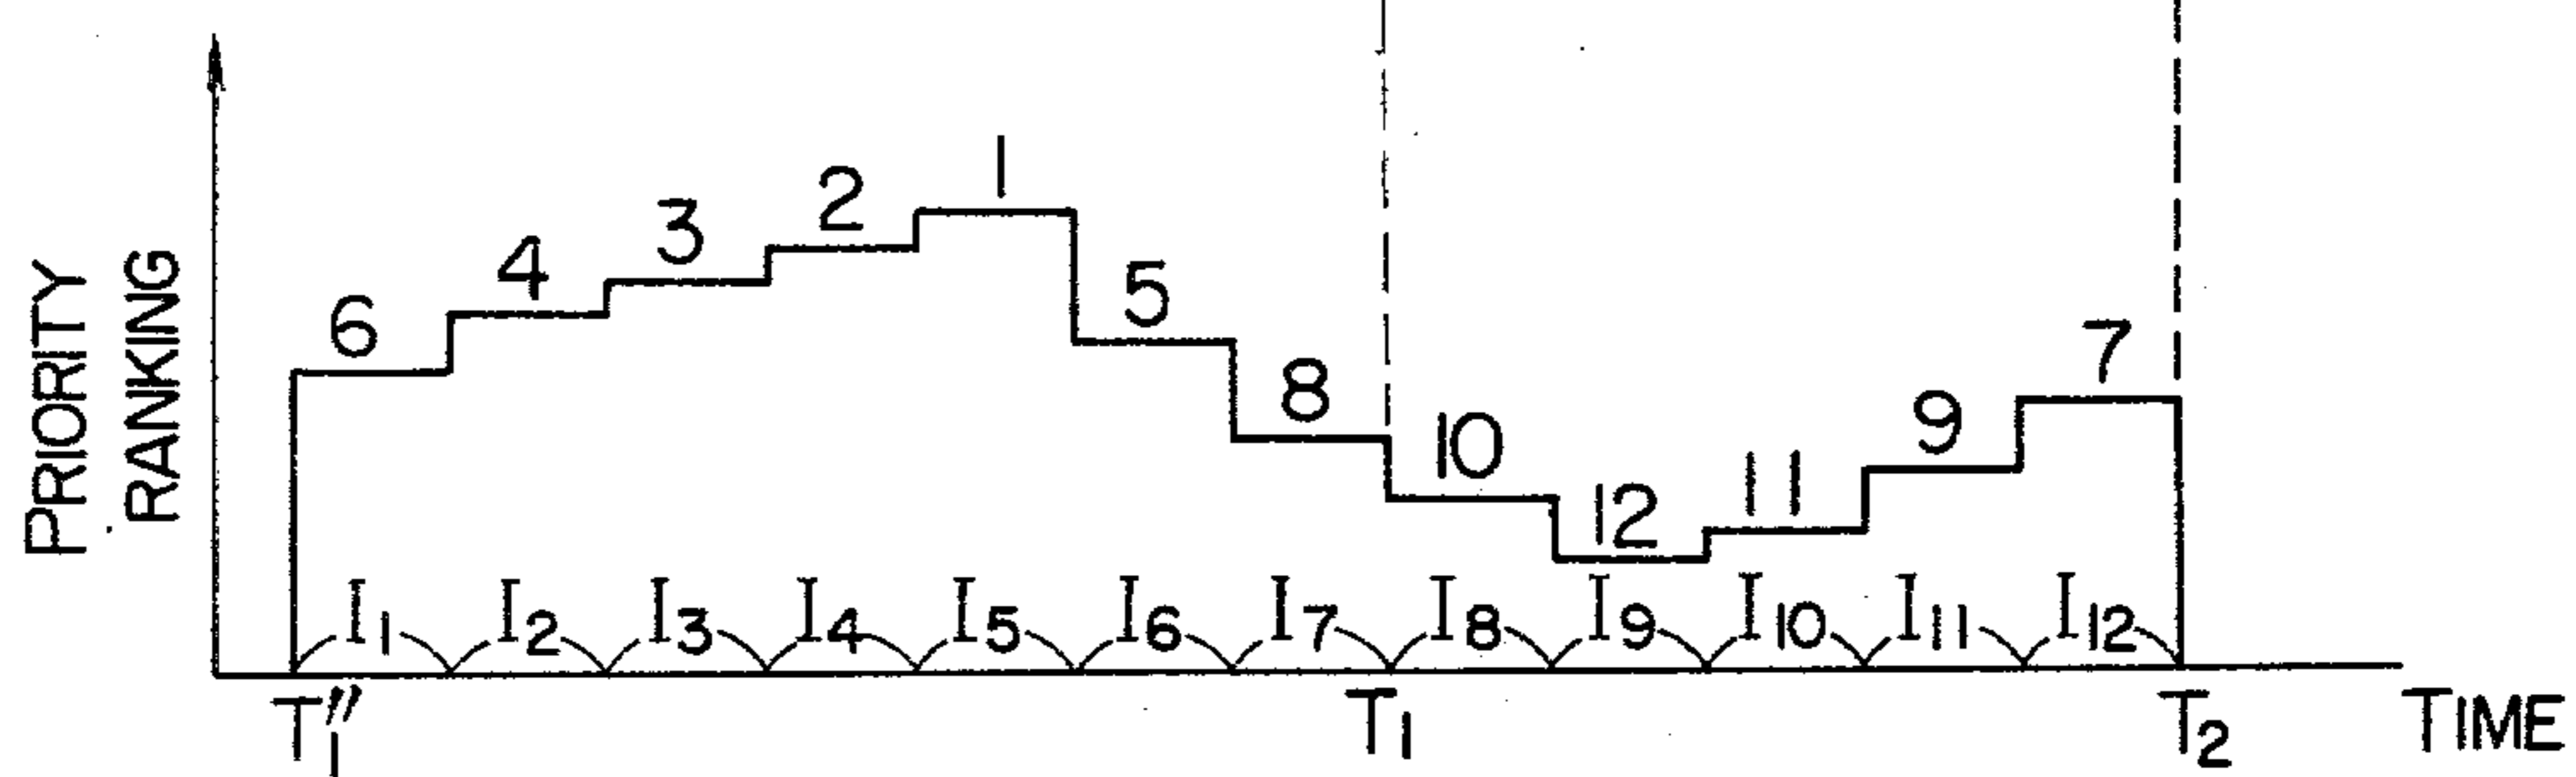 PRIORITY
RANKING
6 4 3 2 1 5 8 10 12 11 9 7
I1 I2 I3 I4 I5 I6 I7 I8 I9 I10 I11 I12
T1″ T1 T2 TIME